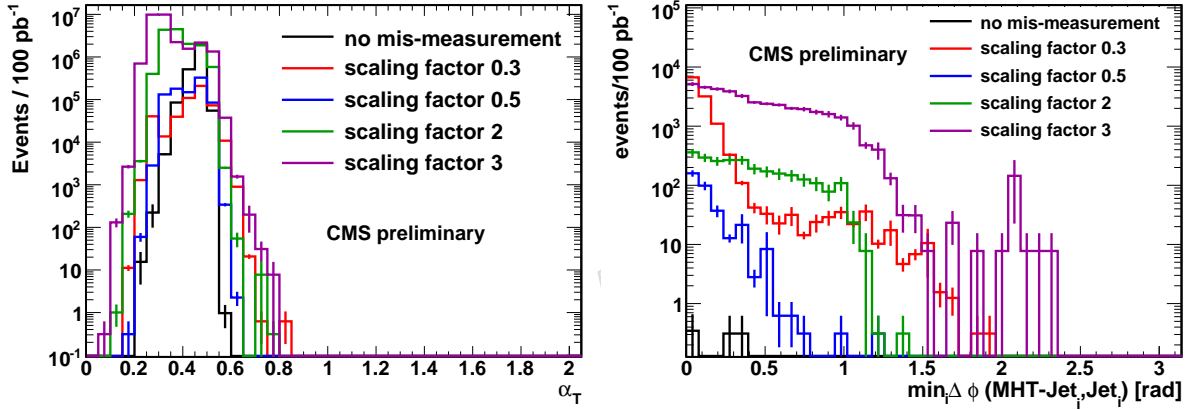 Events / 100 pb⁻¹
10⁷
10⁶
10⁵
10⁴
10³
10²
10
1
10⁻¹
no mis-measurement
scaling factor 0.3
scaling factor 0.5
scaling factor 2
scaling factor 3
CMS preliminary
0 0.2 0.4 0.6 0.8 1 1.2 1.4 1.6 1.8 2
α_T
events/100 pb⁻¹
10⁵
10⁴
10³
10²
10
1
CMS preliminary
no mis-measurement
scaling factor 0.3
scaling factor 0.5
scaling factor 2
scaling factor 3
0 0.5 1 1.5 2 2.5 3
min_iΔ ϕ (MHT-Jet_i,Jet_i) [rad]